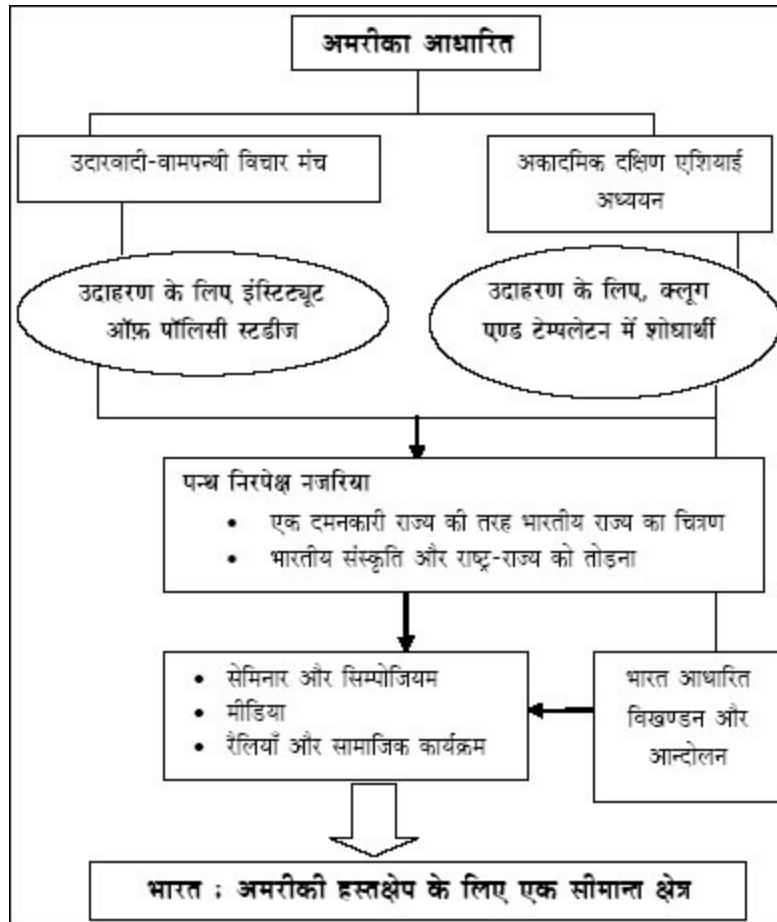 अमरीका आधारित
उदारवादी-वामपन्थी विचार मंच
अकादमिक दक्षिण एशियाई
अध्ययन
उदाहरण के लिए इंस्टिट्यूट
ऑफ़ पॉलिसी स्टडीज
उदाहरण के लिए, क्लूग
एण्ड टेम्पलेटन में शोधार्थी
पन्थ निरपेक्ष नजरिया
• एक दमनकारी राज्य की तरह भारतीय राज्य का चित्रण
• भारतीय संस्कृति और राष्ट्र-राज्य को तोड़ना
• सेमिनार और सिम्पोजियम
• मीडिया
• रैलियाँ और सामाजिक कार्यक्रम
भारत आधारित
विखण्डन और
आन्दोलन
भारत : अमरीकी हस्तक्षेप के लिए एक सीमान्त क्षेत्र